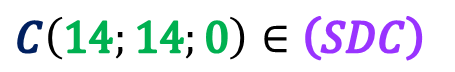 C(14; 14; 0) ∈ (SDC)